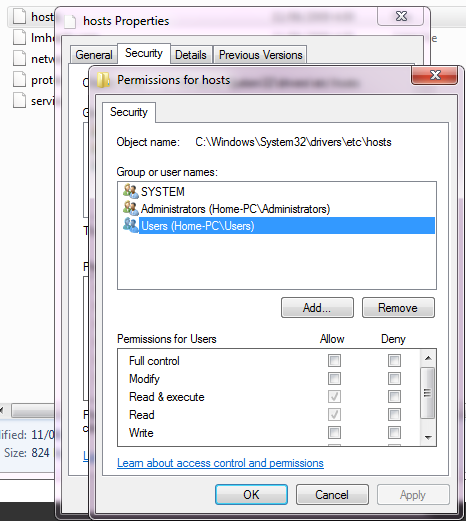 hosts Properties
hosts
lmhos
netw
prot
servi
General Security Details Previous Versions
Permissions for hosts
Security
Object name: C:\Windows\System32\drivers\etc\hosts
Group or user names:
SYSTEM
Administrators (Home-PC\Administrators)
Users (Home-PC\Users)
Add... Remove
Permissions for Users Allow Deny
Full control
Modify
Read & execute
Read
Write
Learn about access control and permissions
OK Cancel Apply
ified: 11/0
Size: 824